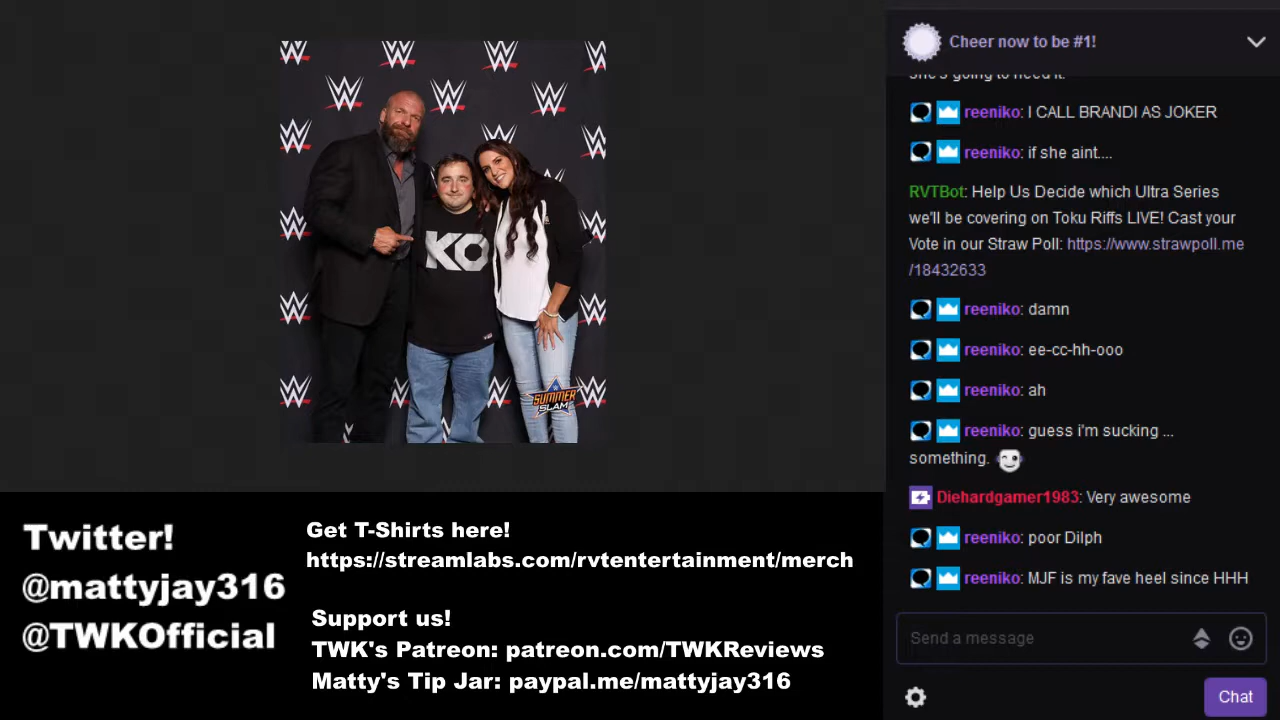 Cheer now to be #1!
she's going to need it.
reeniko: I CALL BRANDI AS JOKER
reeniko: if she aint....
RVTBot: Help Us Decide which Ultra Series
we'll be covering on Toku Riffs LIVE! Cast your
Vote in our Straw Poll: https://www.strawpoll.me
/18432633
reeniko: damn
reeniko: ee-cc-hh-ooo
reeniko: ah
reeniko: guess i'm sucking ...
something.
Diehardgamer1983: Very awesome
reeniko: poor Dilph
reeniko: MJF is my fave heel since HHH
Send a message
Chat
KO
SUMMER
SLAM
Twitter!
@mattyjay316
@TWKOfficial
Get T-Shirts here!
https://streamlabs.com/rvtentertainment/merch
Support us!
TWK's Patreon: patreon.com/TWKReviews
Matty's Tip Jar: paypal.me/mattyjay316